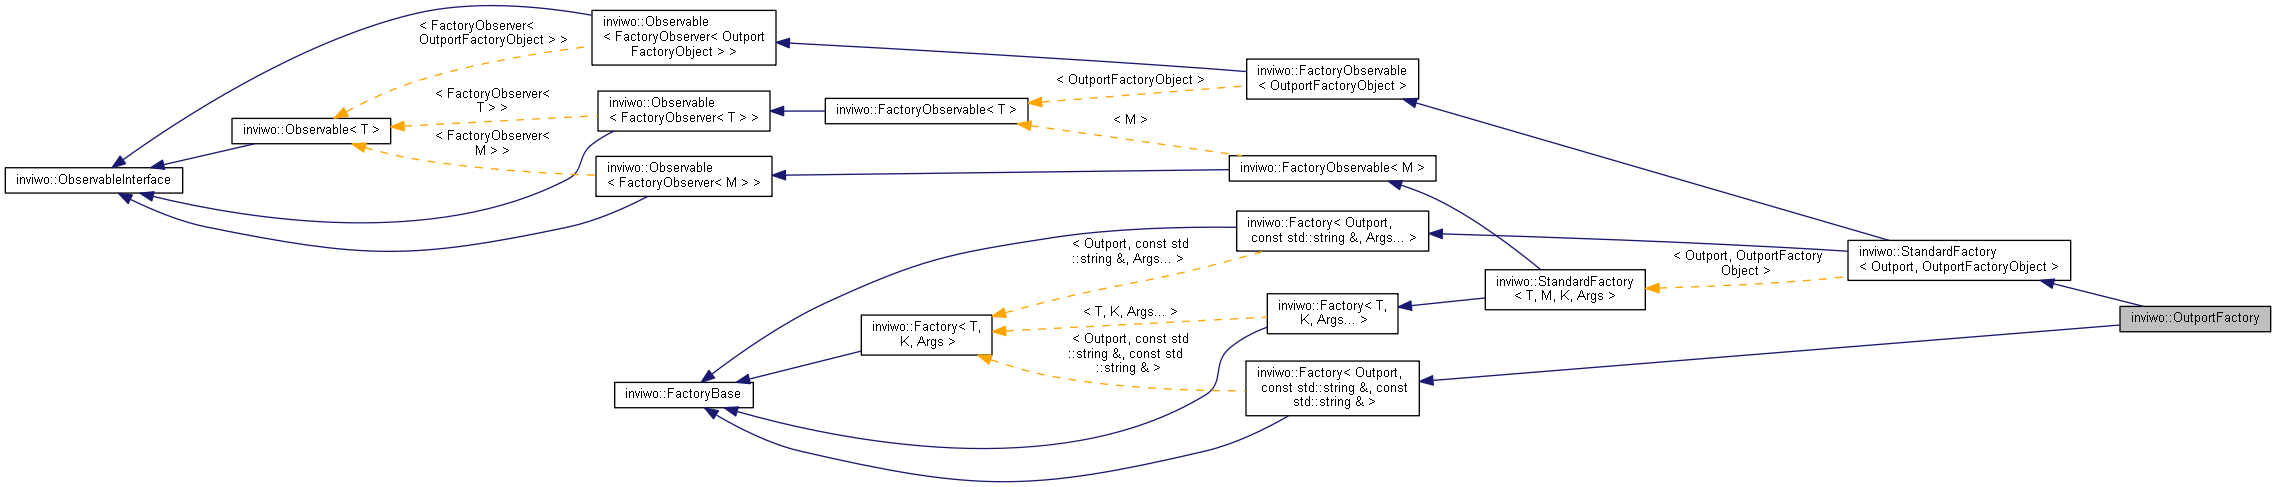 < FactoryObserver<
OutportFactoryObject > >
inviwo::Observable
< FactoryObserver< Outport
FactoryObject > >
< FactoryObserver<
T > >
inviwo::Observable< T >
< FactoryObserver<
M > >
inviwo::ObservableInterface
inviwo::Observable
< FactoryObserver< T > >
inviwo::Observable
< FactoryObserver< M > >
inviwo::FactoryObservable< T >
< OutportFactoryObject >
< M >
inviwo::FactoryObservable
< OutportFactoryObject >
inviwo::FactoryObservable< M >
inviwo::Factory< Outport,
const std::string &, Args... >
< Outport, const std
::string &, Args... >
< T, K, Args... >
< Outport, const std
::string &, const std
::string & >
inviwo::Factory< T,
K, Args >
inviwo::FactoryBase
inviwo::Factory< T,
K, Args... >
inviwo::Factory< Outport,
const std::string &, const
std::string & >
inviwo::StandardFactory
< T, M, K, Args >
< Outport, OutportFactory
Object >
inviwo::StandardFactory
< Outport, OutportFactoryObject >
inviwo::OutportFactory